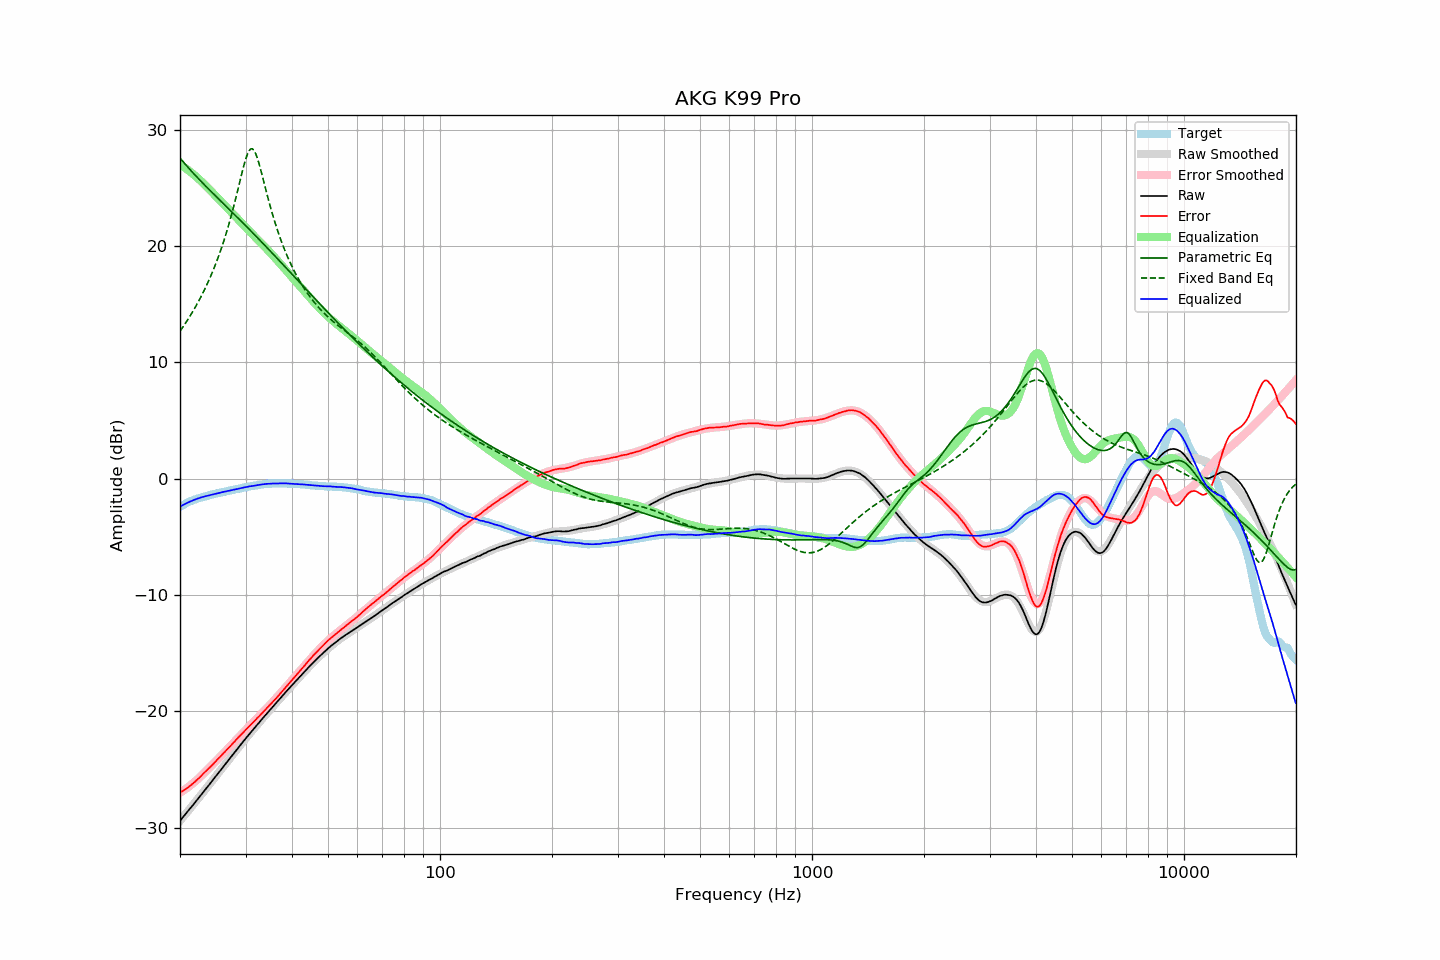 AKG K99 Pro
30
20
10
0
−10
−20
−30
Amplitude (dBr)
Target
Raw Smoothed
Error Smoothed
Raw
Error
Equalization
Parametric Eq
Fixed Band Eq
Equalized
100
1000
10000
Frequency (Hz)